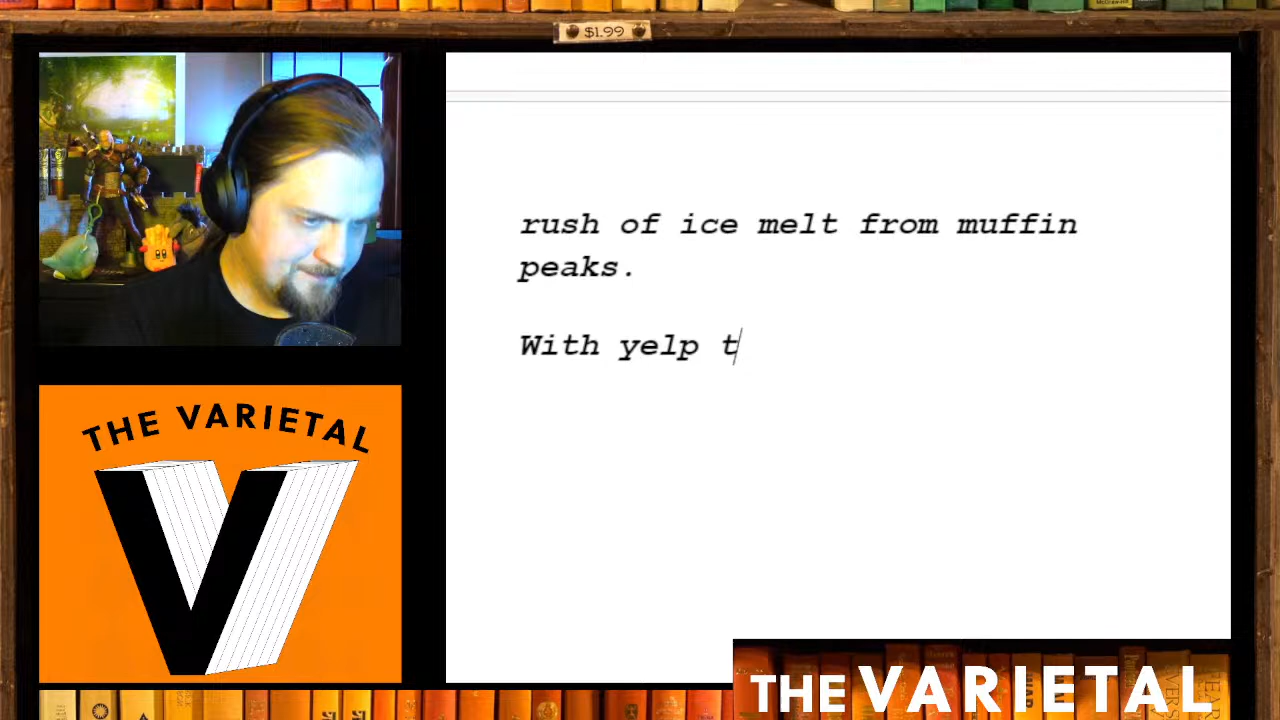 $1.99
rush of ice melt from muffin
peaks.
With yelp t
THE VARIETAL
THE VARIETAL